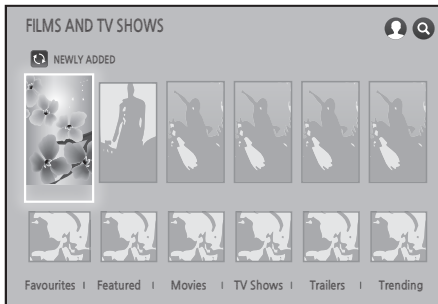 FILMS AND TV SHOWS
NEWLY ADDED
Favourites I Featured I Movies I TV Shows I Trailers I Trending